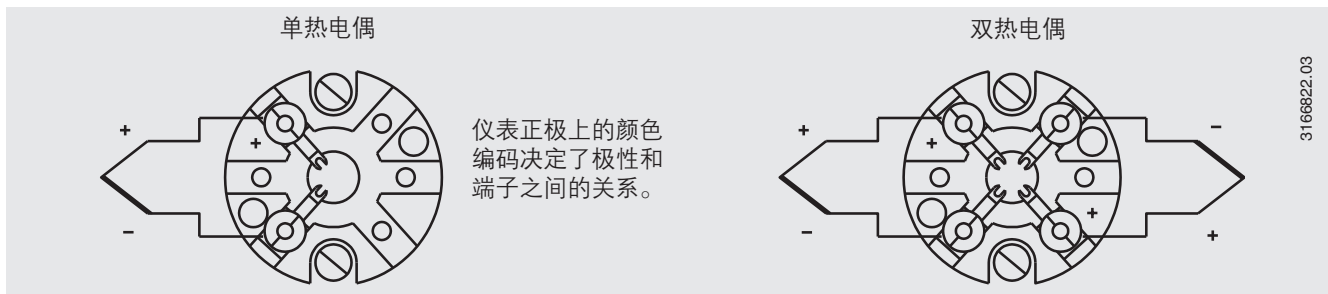 单热电偶
双热电偶
仪表正极上的颜色
编码决定了极性和
端子之间的关系。
+
+
−
+
+
−
−
+
+
3166822.03